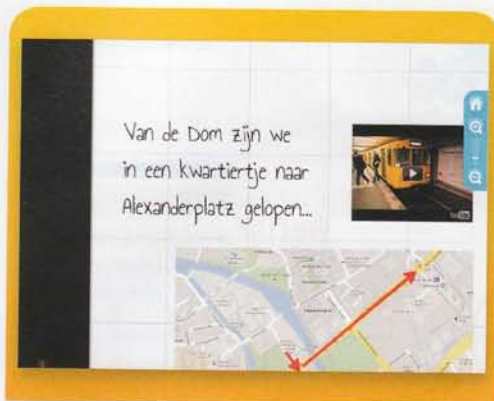 Van de Dom zijn we
in een kwartiertje naar
Alexanderplatz gelopen...